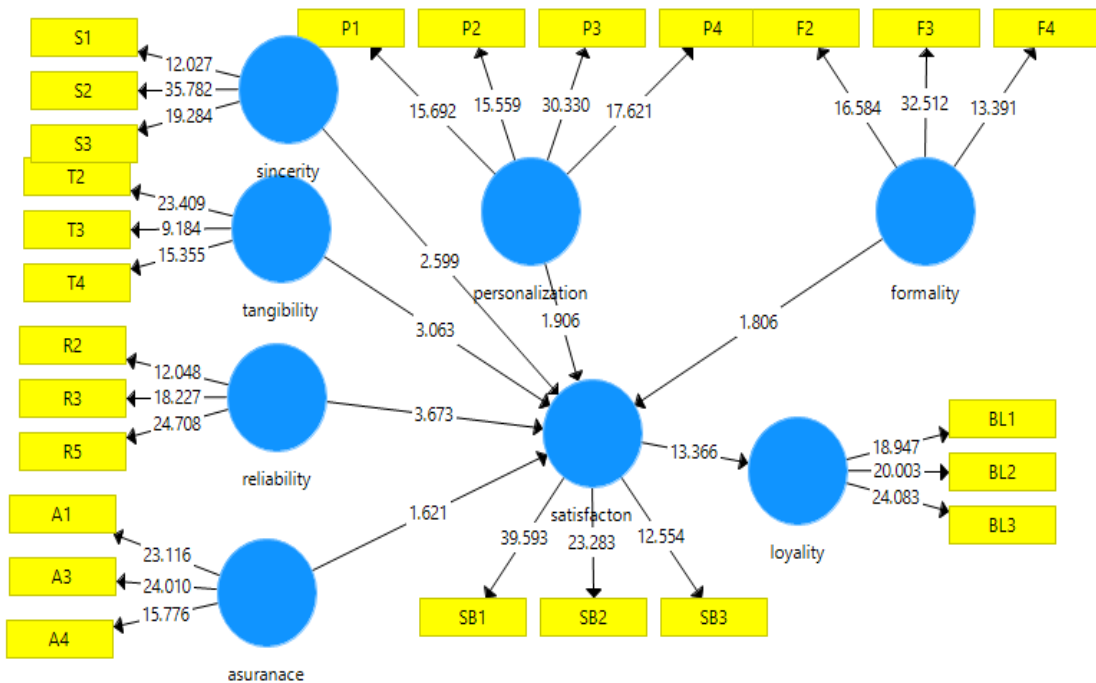 P1
P2
P3
P4
F2
F3
F4
S1
S2
S3
12.027
35.782
19.284
sincerity
15.692
15.559
30.330
17.621
personalization
16.584
32.512
13.391
formality
T2
T3
T4
23.409
9.184
15.355
tangibility
2.599
3.063
1.906
1.806
R2
R3
R5
12.048
18.227
24.708
reliability
3.673
A1
A3
A4
23.116
24.010
15.776
asuranace
1.621
satisfacton
39.593
23.283
12.554
SB1
SB2
SB3
13.366
loyality
18.947
20.003
24.083
BL1
BL2
BL3